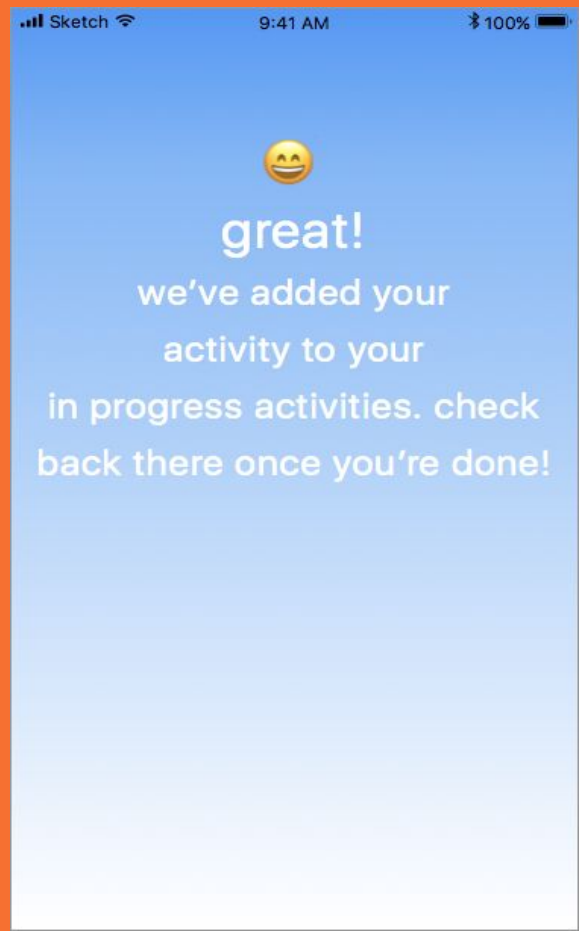 Sketch 9:41 AM 100%
great!
we’ve added your
activity to your
in progress activities. check
back there once you’re done!